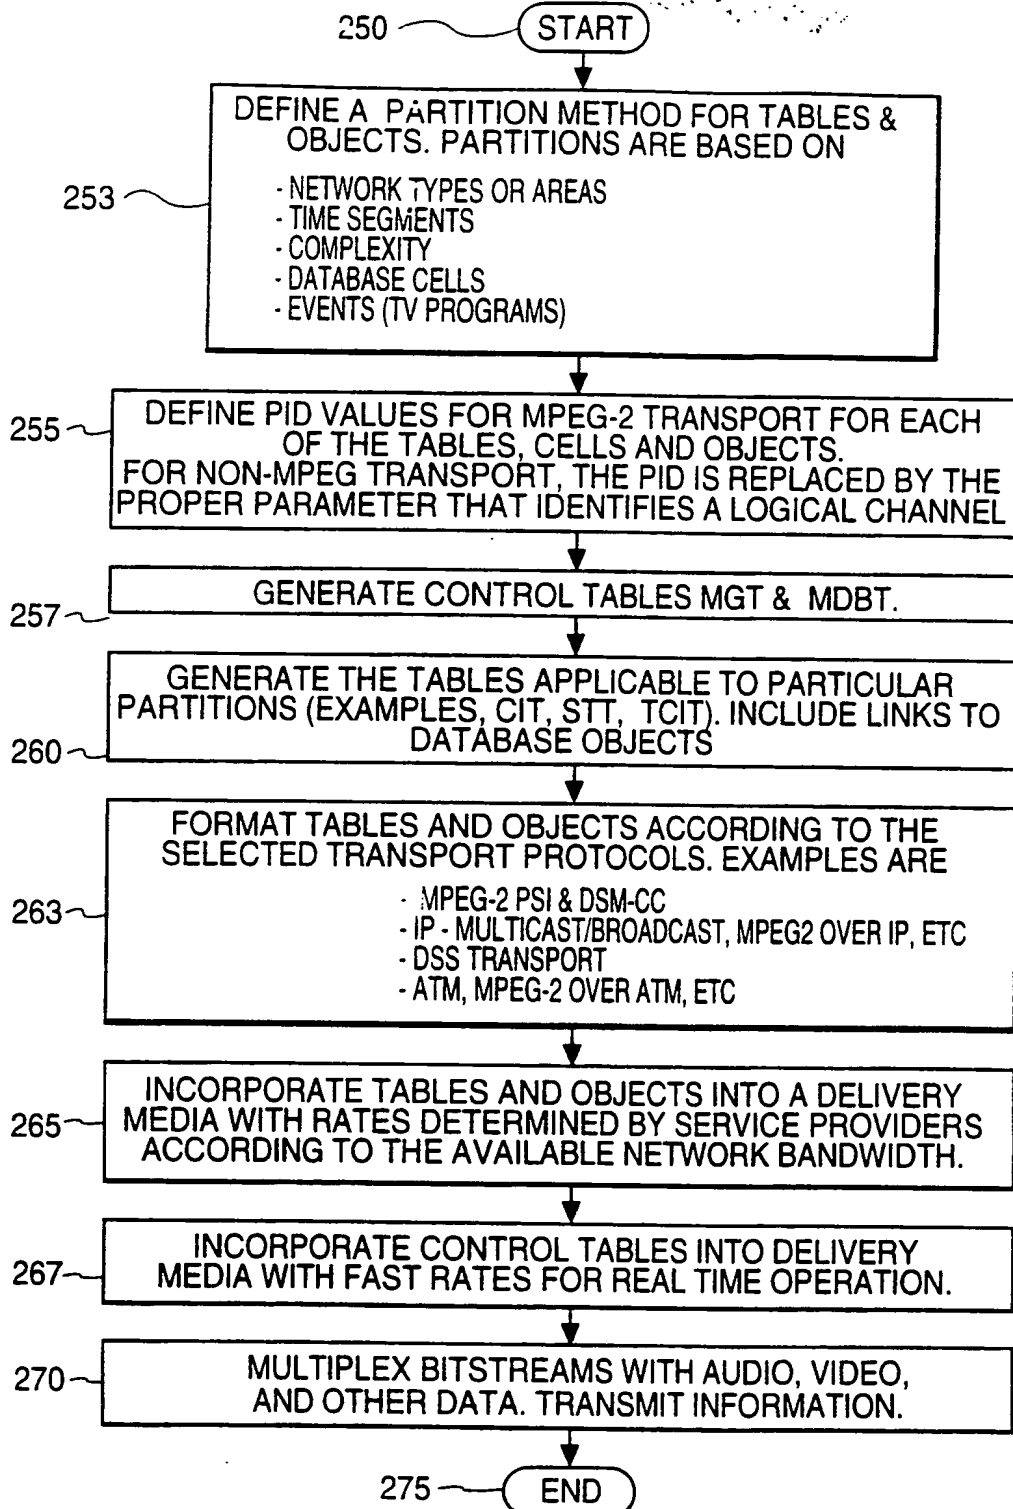 250
START
253
DEFINE A PARTITION METHOD FOR TABLES &
OBJECTS. PARTITIONS ARE BASED ON
- NETWORK TYPES OR AREAS
- TIME SEGMENTS
- COMPLEXITY
- DATABASE CELLS
- EVENTS (TV PROGRAMS)
255
DEFINE PID VALUES FOR MPEG-2 TRANSPORT FOR EACH
OF THE TABLES, CELLS AND OBJECTS.
FOR NON-MPEG TRANSPORT, THE PID IS REPLACED BY THE
PROPER PARAMETER THAT IDENTIFIES A LOGICAL CHANNEL
257
GENERATE CONTROL TABLES MGT & MDBT.
260
GENERATE THE TABLES APPLICABLE TO PARTICULAR
PARTITIONS (EXAMPLES, CIT, STT, TCIT). INCLUDE LINKS TO
DATABASE OBJECTS
263
FORMAT TABLES AND OBJECTS ACCORDING TO THE
SELECTED TRANSPORT PROTOCOLS. EXAMPLES ARE
- MPEG-2 PSI & DSM-CC
- IP - MULTICAST/BROADCAST, MPEG2 OVER IP, ETC
- DSS TRANSPORT
- ATM, MPEG-2 OVER ATM, ETC
265
INCORPORATE TABLES AND OBJECTS INTO A DELIVERY
MEDIA WITH RATES DETERMINED BY SERVICE PROVIDERS
ACCORDING TO THE AVAILABLE NETWORK BANDWIDTH.
267
INCORPORATE CONTROL TABLES INTO DELIVERY
MEDIA WITH FAST RATES FOR REAL TIME OPERATION.
270
MULTIPLEX BITSTREAMS WITH AUDIO, VIDEO,
AND OTHER DATA. TRANSMIT INFORMATION.
275
END